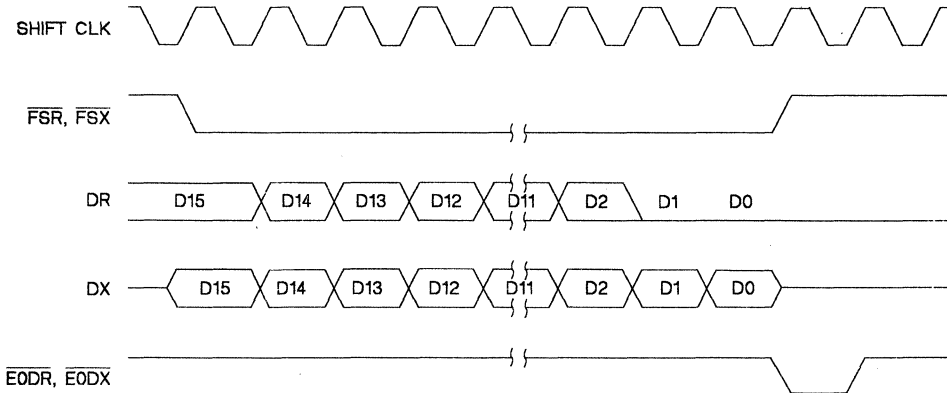 SHIFT CLK
FSR, FSX
DR D15 D14 D13 D12 D11 D2 D1 D0
DX D15 D14 D13 D12 D11 D2 D1 D0
EODR, EODX